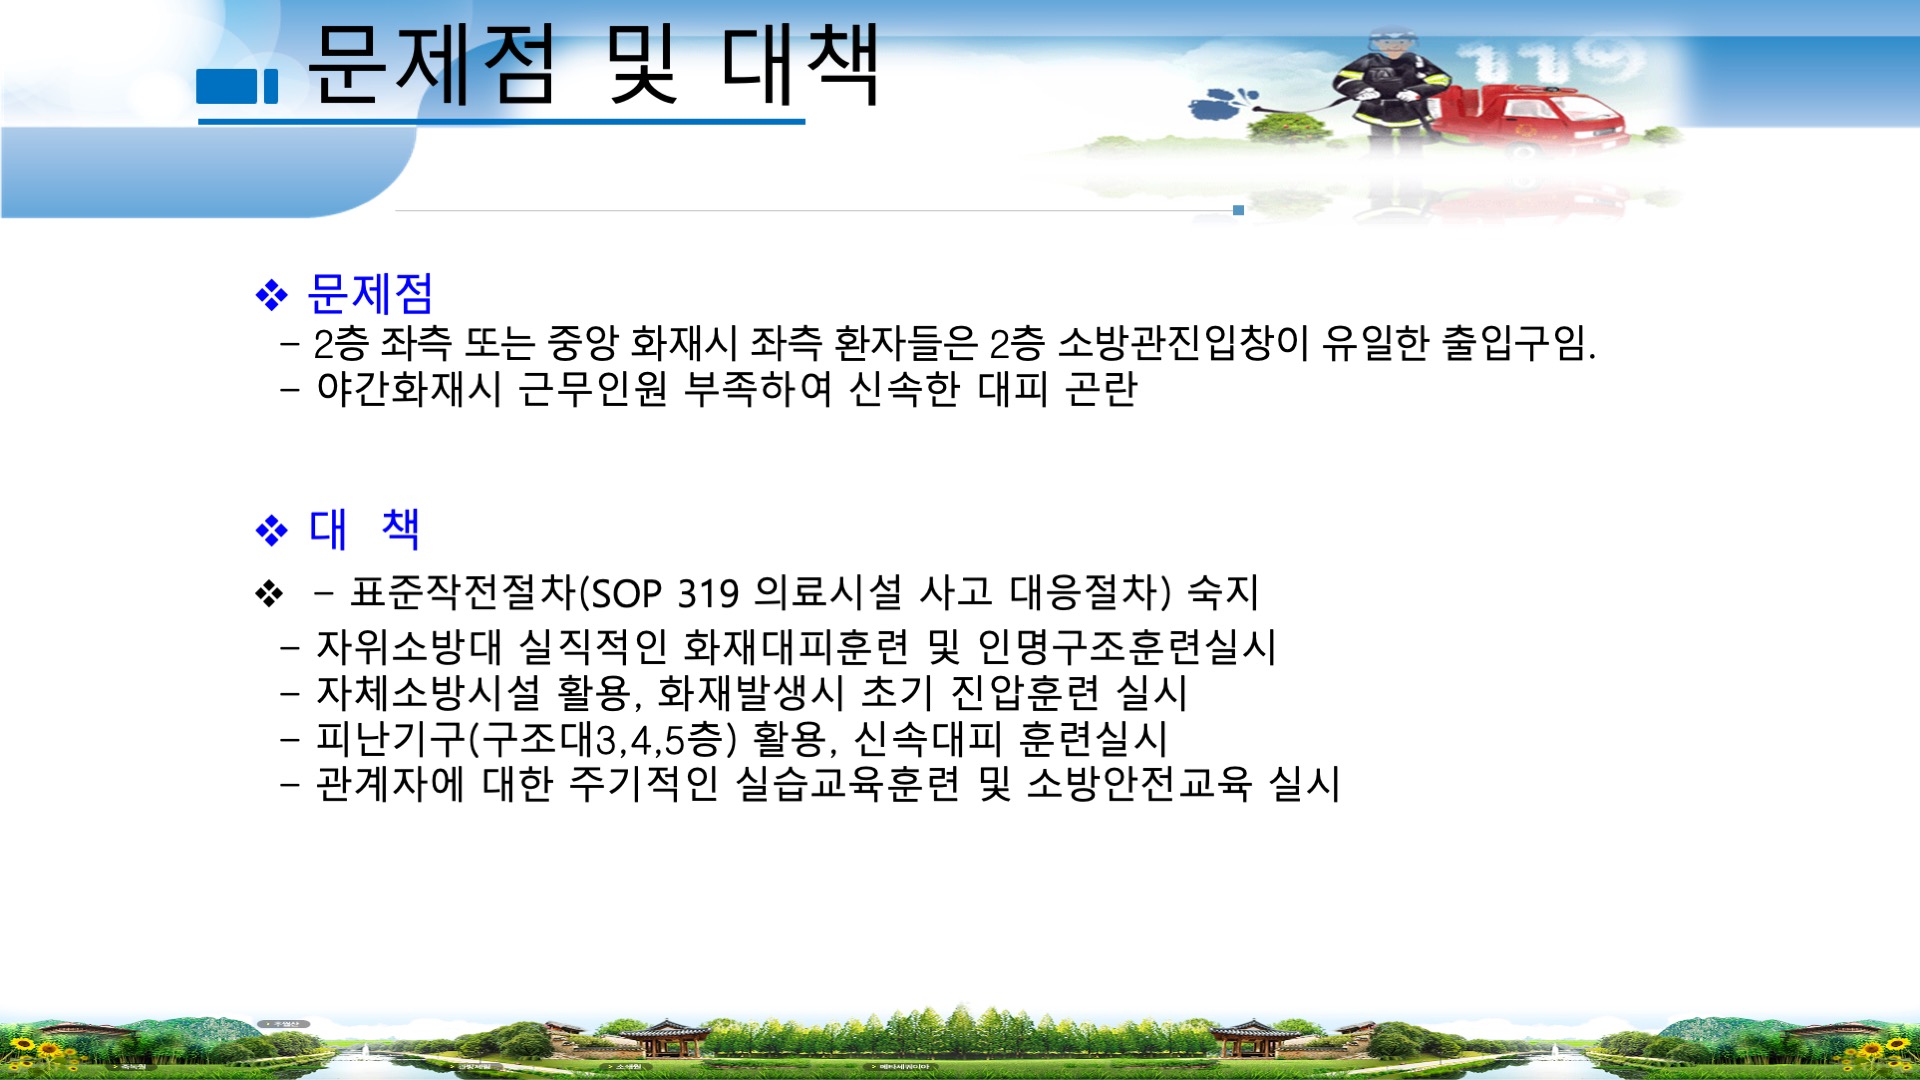 문제점 및 대책
119
❖ 문제점
– 2층 좌측 또는 중앙 화재시 좌측 환자들은 2층 소방관진입창이 유일한 출입구임.
– 야간화재시 근무인원 부족하여 신속한 대피 곤란
❖ 대 책
❖ – 표준작전절차(SOP 319 의료시설 사고 대응절차) 숙지
– 자위소방대 실직적인 화재대피훈련 및 인명구조훈련실시
– 자체소방시설 활용, 화재발생시 초기 진압훈련 실시
– 피난기구(구조대3,4,5층) 활용, 신속대피 훈련실시
– 관계자에 대한 주기적인 실습교육훈련 및 소방안전교육 실시
> 메타세쿼이아